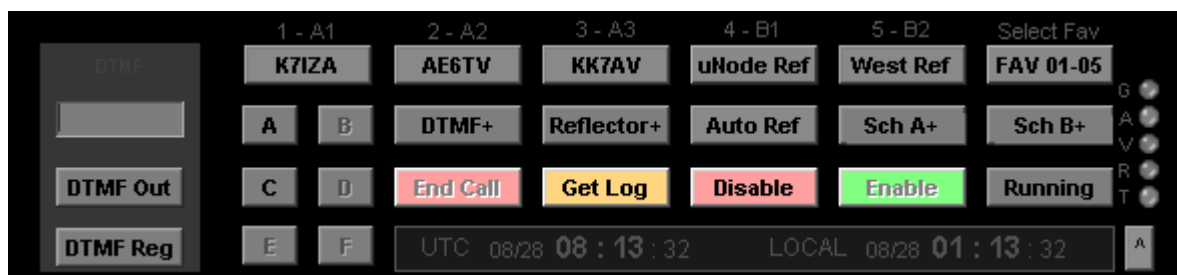 1 - A1 2 - A2 3 - A3 4 - B1 5 - B2 Select Fav
DTMF K7IZA AE6TV KK7AV uNode Ref West Ref FAV 01-05
G
A B DTMF+ Reflector+ Auto Ref Sch A+ Sch B+ A
V
DTMF Out C D End Call Get Log Disable Enable Running R
T
DTMF Reg E F UTC 08/28 08 : 13 : 32 LOCAL 08/28 01 : 13 : 32 A